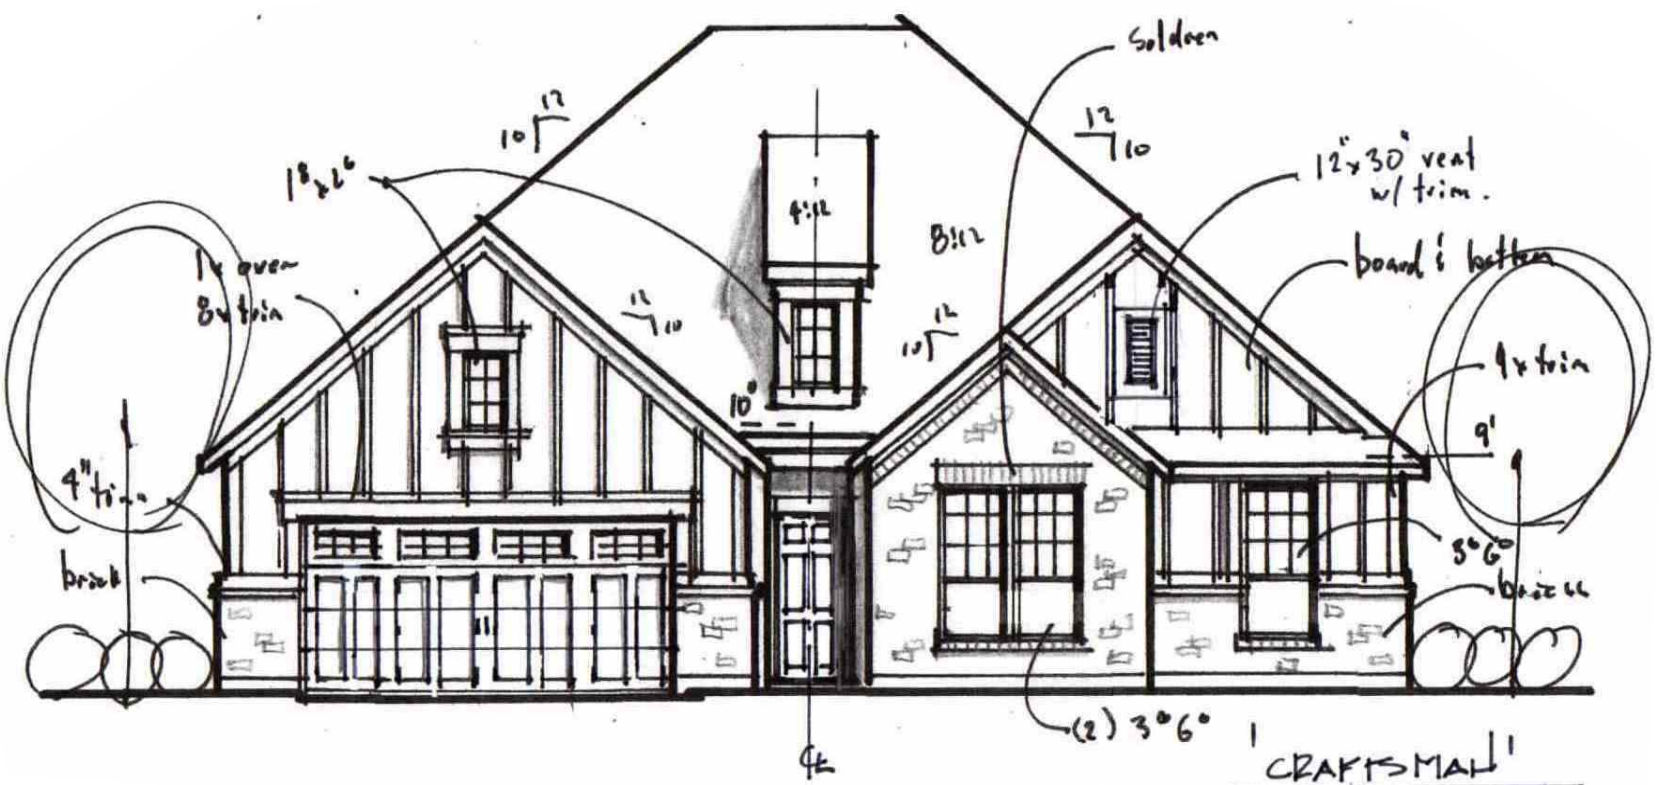 Soldier
12
10
12
10
12"x30" vent
w/ trim.
1⁸x2⁶
4:12
8:12
1x over
8x trim
board & batten
12
10
12
10
4x trim
10'
9'
4" trim
3⁰6⁰
brick
brick
(2) 3⁰6⁰
℄
'CRAFTSMAN'